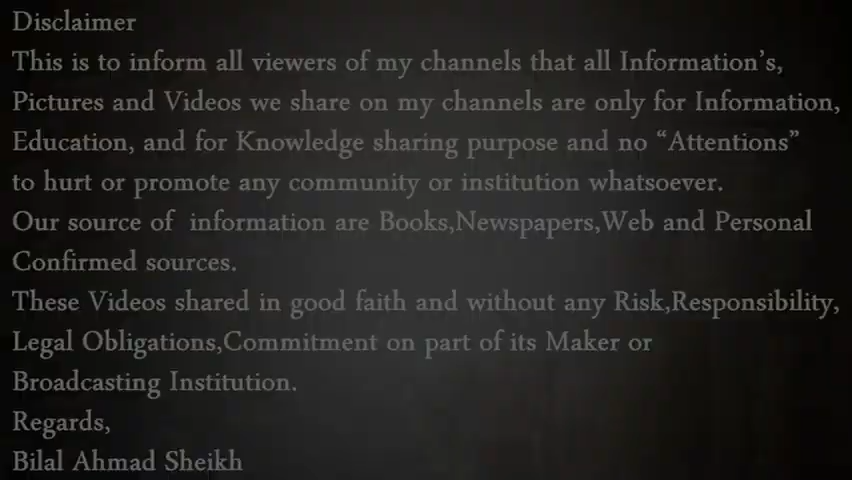 Disclaimer
This is to inform all viewers of my channels that all Information’s,
Pictures and Videos we share on my channels are only for Information,
Education, and for Knowledge sharing purpose and no “Attentions”
to hurt or promote any community or institution whatsoever.
Our source of  information are Books,Newspapers,Web and Personal
Confirmed sources.
These Videos shared in good faith and without any Risk,Responsibility,
Legal Obligations,Commitment on part of its Maker or
Broadcasting Institution.
Regards,
Bilal Ahmad Sheikh